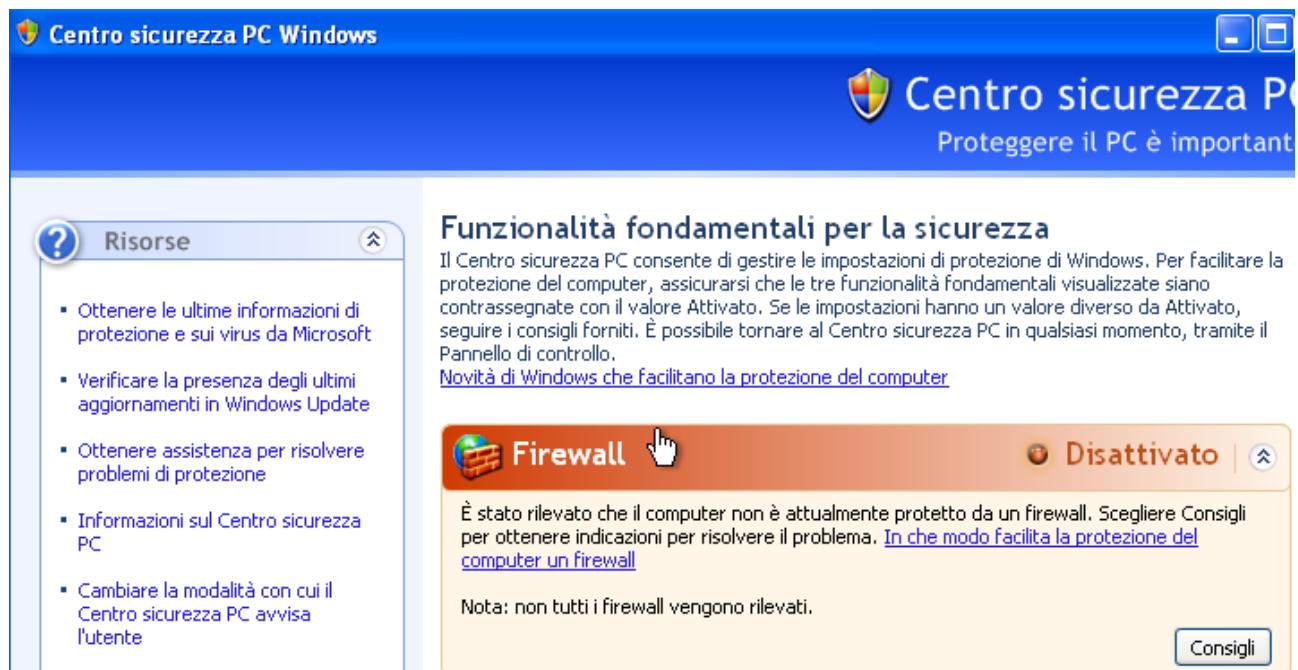 Centro sicurezza PC Windows
Centro sicurezza P
Proteggere il PC è important
Risorse
Ottenere le ultime informazioni di
protezione e sui virus da Microsoft
Verificare la presenza degli ultimi
aggiornamenti in Windows Update
Ottenere assistenza per risolvere
problemi di protezione
Informazioni sul Centro sicurezza
PC
Cambiare la modalità con cui il
Centro sicurezza PC avvisa
l'utente
Funzionalità fondamentali per la sicurezza
Il Centro sicurezza PC consente di gestire le impostazioni di protezione di Windows. Per facilitare la
protezione del computer, assicurarsi che le tre funzionalità fondamentali visualizzate siano
contrassegnate con il valore Attivato. Se le impostazioni hanno un valore diverso da Attivato,
seguire i consigli forniti. È possibile tornare al Centro sicurezza PC in qualsiasi momento, tramite il
Pannello di controllo.
Novità di Windows che facilitano la protezione del computer
Firewall Disattivato
È stato rilevato che il computer non è attualmente protetto da un firewall. Scegliere Consigli
per ottenere indicazioni per risolvere il problema. In che modo facilita la protezione del
computer un firewall
Nota: non tutti i firewall vengono rilevati.
Consigli